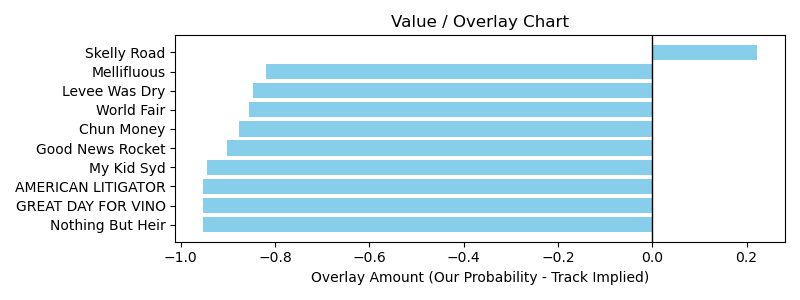 Value / Overlay Chart
Skelly Road
Mellifluous
Levee Was Dry
World Fair
Chun Money
Good News Rocket
My Kid Syd
AMERICAN LITIGATOR
GREAT DAY FOR VINO
Nothing But Heir
−1.0 −0.8 −0.6 −0.4 −0.2 0.0 0.2
Overlay Amount (Our Probability - Track Implied)